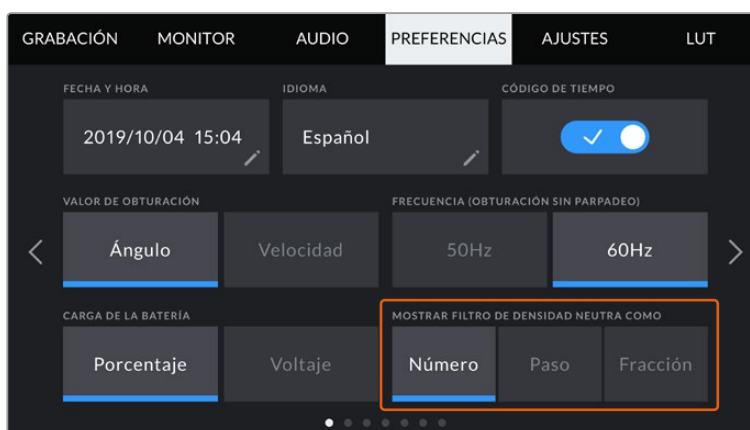 GRABACIÓN MONITOR AUDIO PREFERENCIAS AJUSTES LUT
FECHA Y HORA IDIOMA CÓDIGO DE TIEMPO
2019/10/04 15:04 Español
VALOR DE OBTURACIÓN FRECUENCIA (OBTURACIÓN SIN PARPADEO)
Ángulo Velocidad 50Hz 60Hz
CARGA DE LA BATERÍA MOSTRAR FILTRO DE DENSIDAD NEUTRA COMO
Porcentaje Voltaje Número Paso Fracción